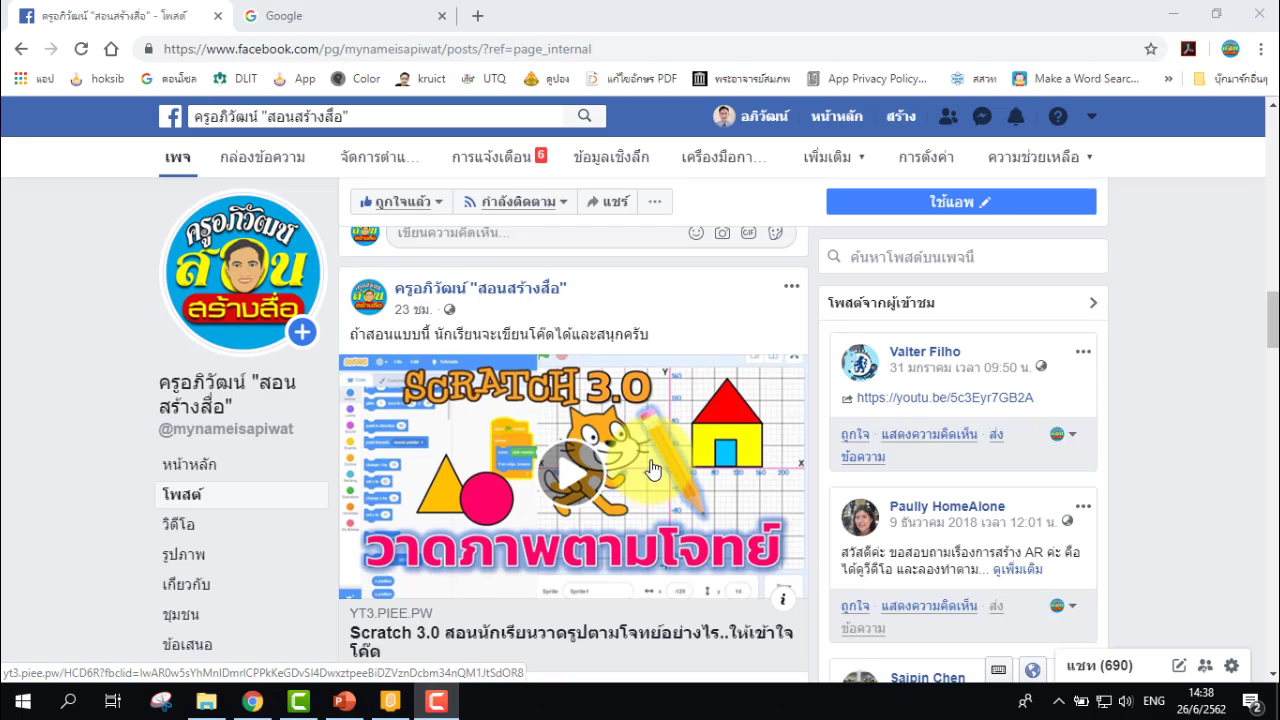 ครูอภิวัฒน์ "สอนสร้างสื่อ" - โพสต์
Google
https://www.facebook.com/pg/mynameisapiwat/posts/?ref=page_internal
แอป
hoksib
ตอนโซล
DLIT
App
Color
kruict
UTQ
ดูปอง
แก้ไขอักษร PDF
พระอาจารย์สมภพ
App Privacy Policy...
สสวท
Make a Word Searc...
»
บุ๊กมาร์กอื่นๆ
ครูอภิวัฒน์ "สอนสร้างสื่อ"
อภิวัฒน์
หน้าหลัก
สร้าง
เพจ
กล่องข้อความ
จัดการตำแ...
การแจ้งเตือน 6
ข้อมูลเชิงลึก
เครื่องมือกา...
เพิ่มเติม
การตั้งค่า
ความช่วยเหลือ
ถูกใจแล้ว
กำลังติดตาม
แชร์
ใช้แอพ
ครูอภิวัฒน์
สอน
สร้างสื่อ
ครูอภิวัฒน์ "สอน
สร้างสื่อ"
@mynameisapiwat
หน้าหลัก
โพสต์
วิดีโอ
รูปภาพ
เกี่ยวกับ
ชุมชน
ข้อเสนอ
เขียนความคิดเห็น...
GIF
ครูอภิวัฒน์ "สอนสร้างสื่อ"
23 ชม.
ถ้าสอนแบบนี้ นักเรียนจะเขียนโค๊ดได้และสนุกครับ
SCRATCH 3.0
Y
X
วาดภาพตามโจทย์
YT3.PIEE.PW
Scratch 3.0 สอนนักเรียนวาดรูปตามโจทย์อย่างไร..ให้เข้าใจ
โค๊ด
ค้นหาโพสต์บนเพจนี้
โพสต์จากผู้เข้าชม
Valter Filho
31 มกราคม เวลา 09:50 น.
https://youtu.be/5c3Eyr7GB2A
ถูกใจ · แสดงความคิดเห็น · ส่ง
ข้อความ
Paully HomeAlone
9 ธันวาคม 2018 เวลา 12:01 น.
สวัสดีค่ะ ขอสอบถามเรื่องการสร้าง AR ค่ะ คือ
ได้ดูวีดีโอ และลองทำตาม... ดูเพิ่มเติม
ถูกใจ · แสดงความคิดเห็น · ส่ง
ข้อความ
Saipin Chen
แชท (690)
yt3.piee.pw/HCD6R?fbclid=IwAR0w5sYhMnIDmrlCPPkKeGDvSI4DwxztpeeBiDZVznDcbm34nQM1JtSdOR8
ENG
14:38
26/6/2562
2